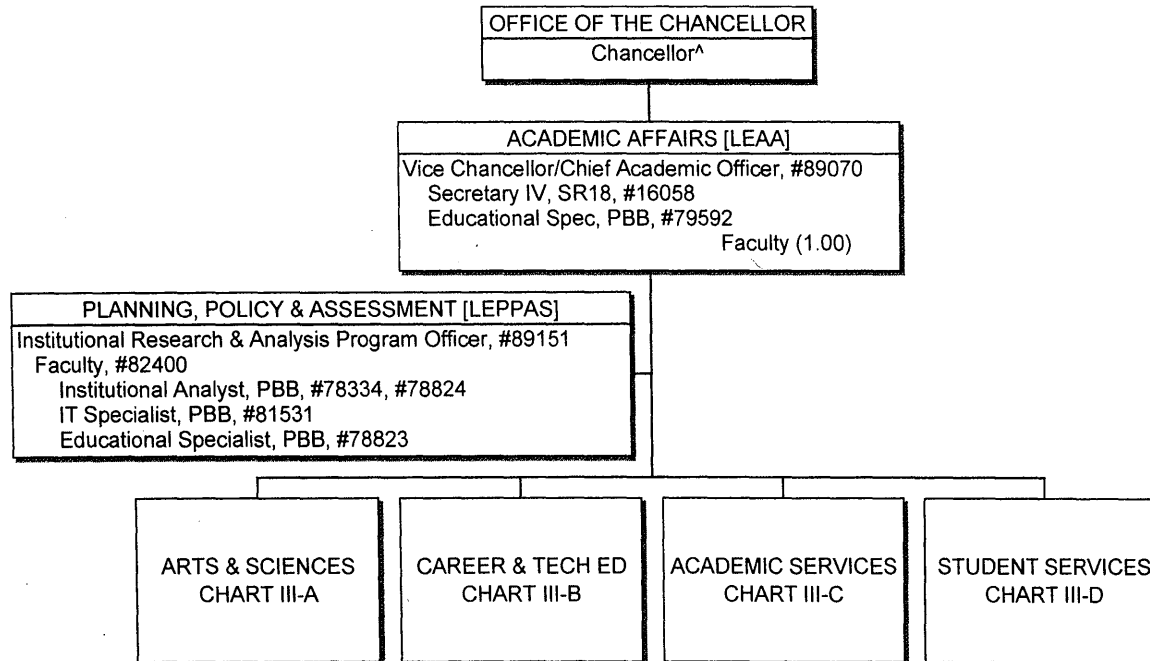 OFFICE OF THE CHANCELLOR
Chancellor^
ACADEMIC AFFAIRS [LEAA]
Vice Chancellor/Chief Academic Officer, #89070
Secretary IV, SR18, #16058
Educational Spec, PBB, #79592
Faculty (1.00)
PLANNING, POLICY & ASSESSMENT [LEPPAS]
Institutional Research & Analysis Program Officer, #89151
Faculty, #82400
Institutional Analyst, PBB, #78334, #78824
IT Specialist, PBB, #81531
Educational Specialist, PBB, #78823
ARTS & SCIENCES
CHART III-A
CAREER & TECH ED
CHART III-B
ACADEMIC SERVICES
CHART III-C
STUDENT SERVICES
CHART III-D